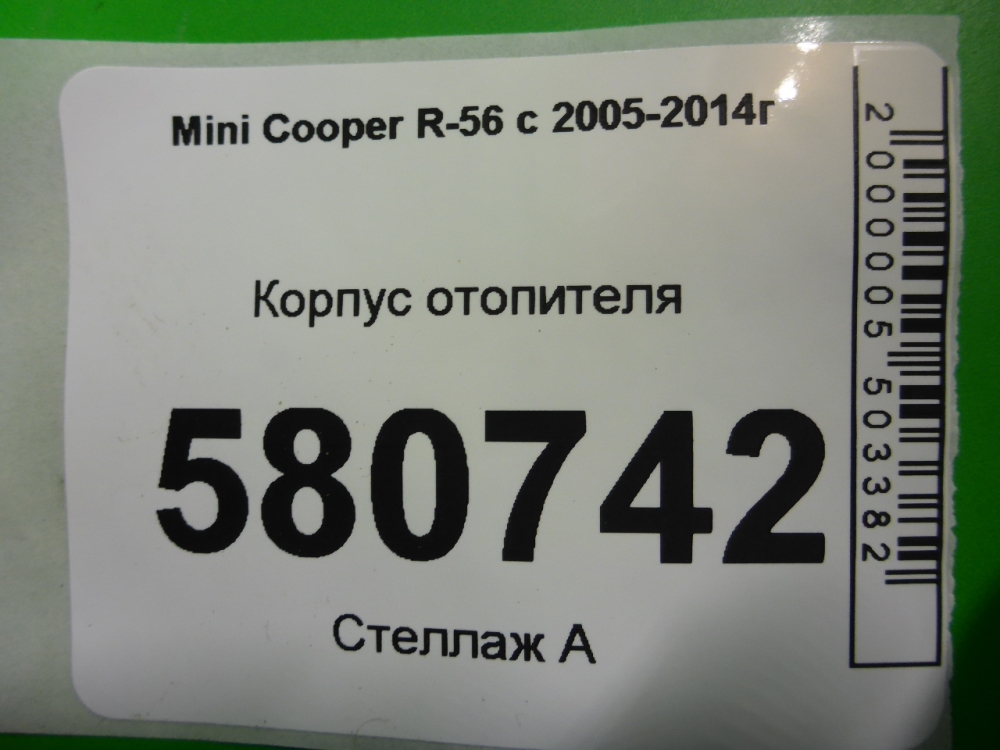 Mini Cooper R-56 с 2005-2014г
Корпус отопителя
580742
Стеллаж А
2000005503382